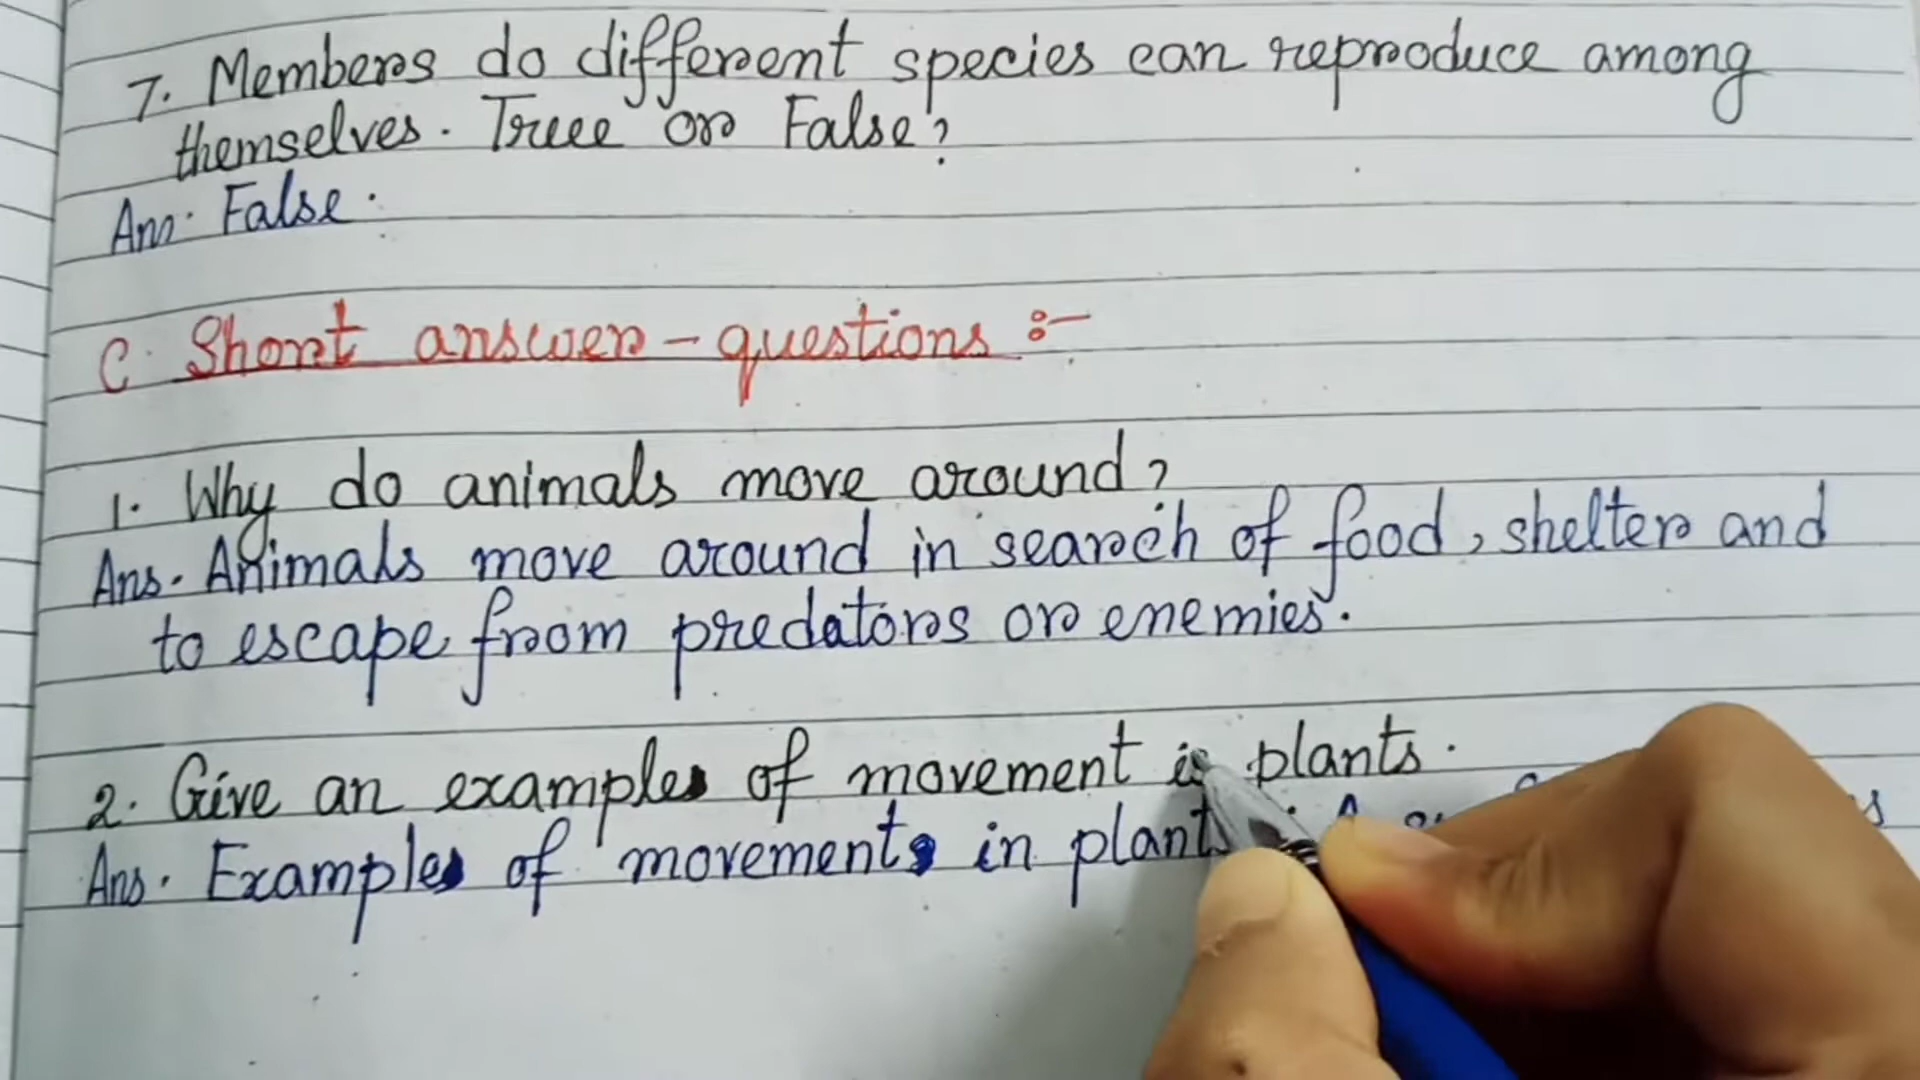 7. Members do different species can reproduce among
themselves. True or False?
Ans. False.
C. Short answer-questions :-
1. Why do animals move around?
Ans. Animals move around in search of food, shelter and
to escape from predators or enemies.
2. Give an examples of movement in plants.
Ans. Examples of movements in plants